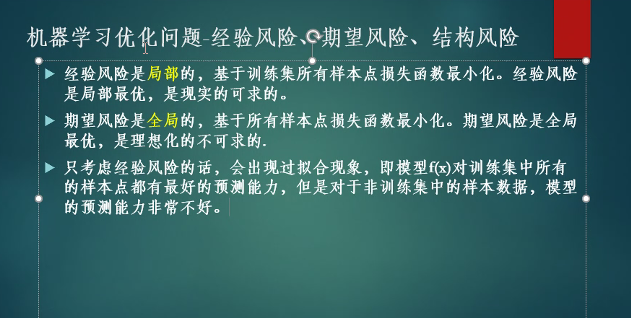 机器学习优化问题-经验风险、期望风险、结构风险
经验风险是局部的，基于训练集所有样本点损失函数最小化。经验风险
是局部最优，是现实的可求的。
期望风险是全局的，基于所有样本点损失函数最小化。期望风险是全局
最优，是理想化的不可求的.
只考虑经验风险的话，会出现过拟合现象，即模型f(x)对训练集中所有
的样本点都有最好的预测能力，但是对于非训练集中的样本数据，模型
的预测能力非常不好。